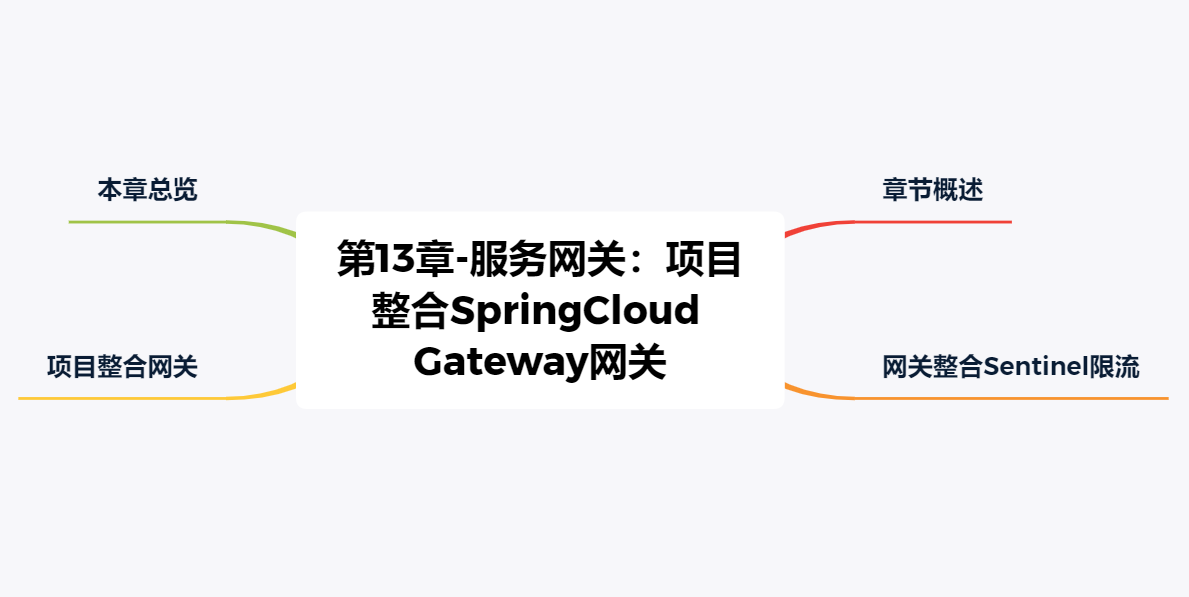 本章总览
章节概述
第13章-服务网关：项目
整合SpringCloud
Gateway网关
项目整合网关
网关整合Sentinel限流